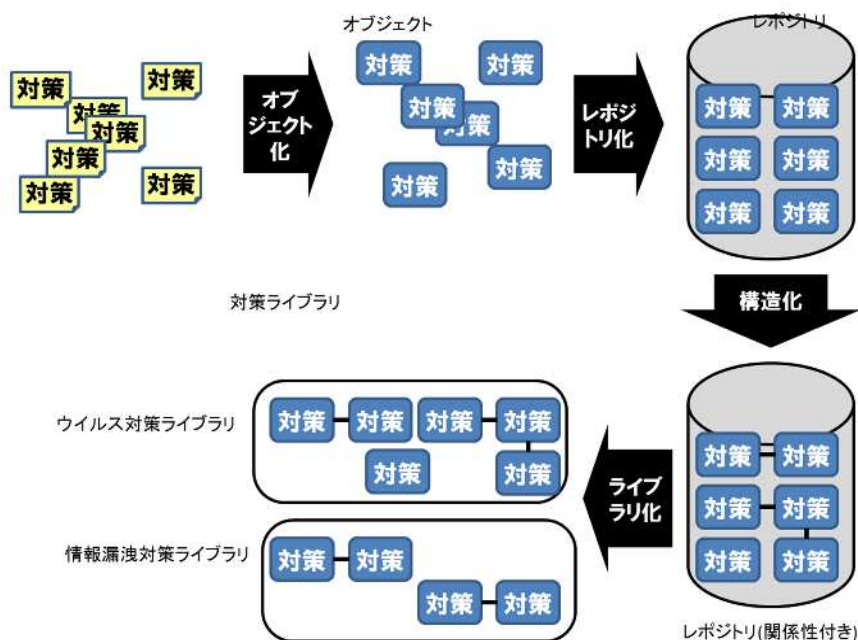 オブジェクト
レポジトリ
対策
対策
対策
対策
対策
対策
対策
オブ
ジェクト
化
対策
対策
対策
対策
対策
対策
レポジ
トリ化
対策
対策
対策
対策
対策
対策
構造化
対策ライブラリ
ウイルス対策ライブラリ
対策
対策
対策
対策
対策
対策
情報漏洩対策ライブラリ
対策
対策
対策
対策
ライブ
ラリ化
対策
対策
対策
対策
対策
対策
レポジトリ(関係性付き)